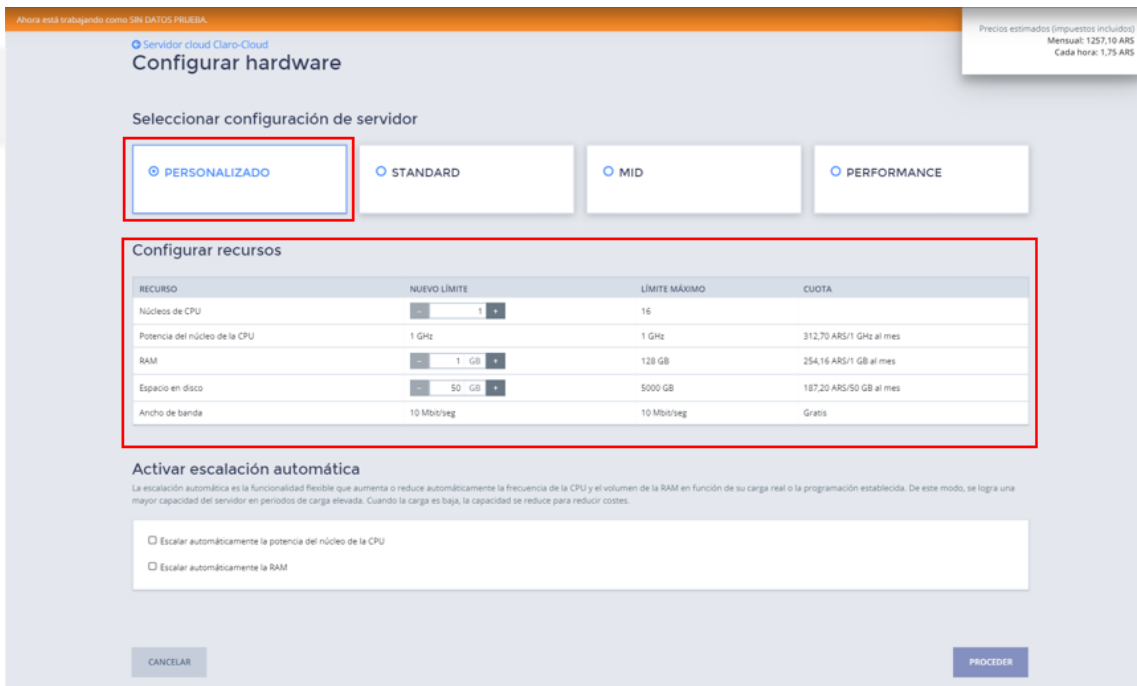 Ahora está trabajando como SIN DATOS PRUEBA.
Precios estimados (impuestos incluidos)
Mensual: 1257,10 ARS
Cada hora: 1,75 ARS
Servidor cloud Claro-Cloud
Configurar hardware
Seleccionar configuración de servidor
PERSONALIZADO STANDARD MID PERFORMANCE
Configurar recursos
RECURSO NUEVO LÍMITE LÍMITE MÁXIMO CUOTA
Núcleos de CPU - 1 + 16
Potencia del núcleo de la CPU 1 GHz 1 GHz 312,70 ARS/1 GHz al mes
RAM - 1 GB + 128 GB 254,16 ARS/1 GB al mes
Espacio en disco - 50 GB + 5000 GB 187,20 ARS/50 GB al mes
Ancho de banda 10 Mbit/seg 10 Mbit/seg Gratis
Activar escalación automática
La escalación automática es la funcionalidad flexible que aumenta o reduce automáticamente la frecuencia de la CPU y el volumen de la RAM en función de su carga real o la programación establecida. De este modo, se logra una
mayor capacidad del servidor en periodos de carga elevada. Cuando la carga es baja, la capacidad se reduce para reducir costes.
Escalar automáticamente la potencia del núcleo de la CPU
Escalar automáticamente la RAM
CANCELAR PROCEDER